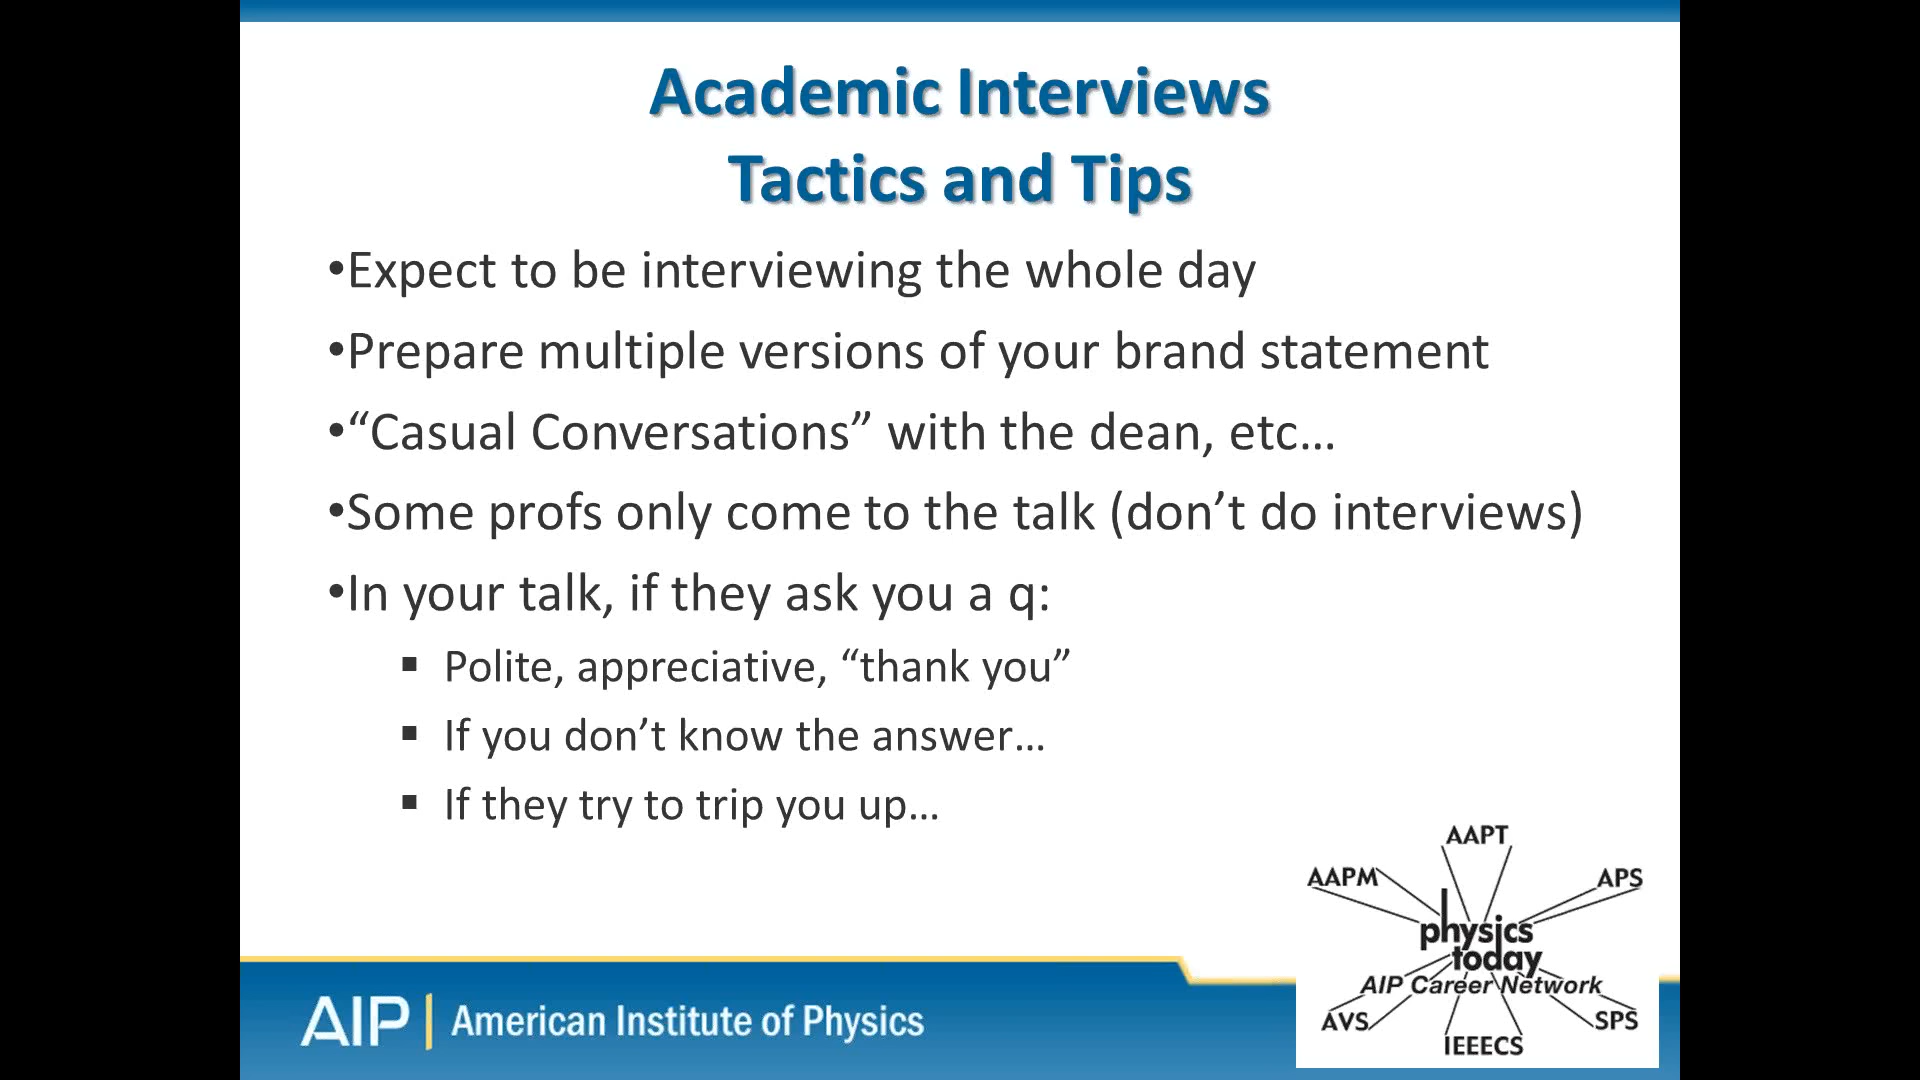 Academic Interviews
Tactics and Tips
•Expect to be interviewing the whole day
•Prepare multiple versions of your brand statement
•“Casual Conversations” with the dean, etc…
•Some profs only come to the talk (don’t do interviews)
•In your talk, if they ask you a q:
▪ Polite, appreciative, “thank you”
▪ If you don’t know the answer…
▪ If they try to trip you up…
AAPT
AAPM
APS
physics
today
AIP Career Network
AVS
SPS
IEEECS
AIP | American Institute of Physics